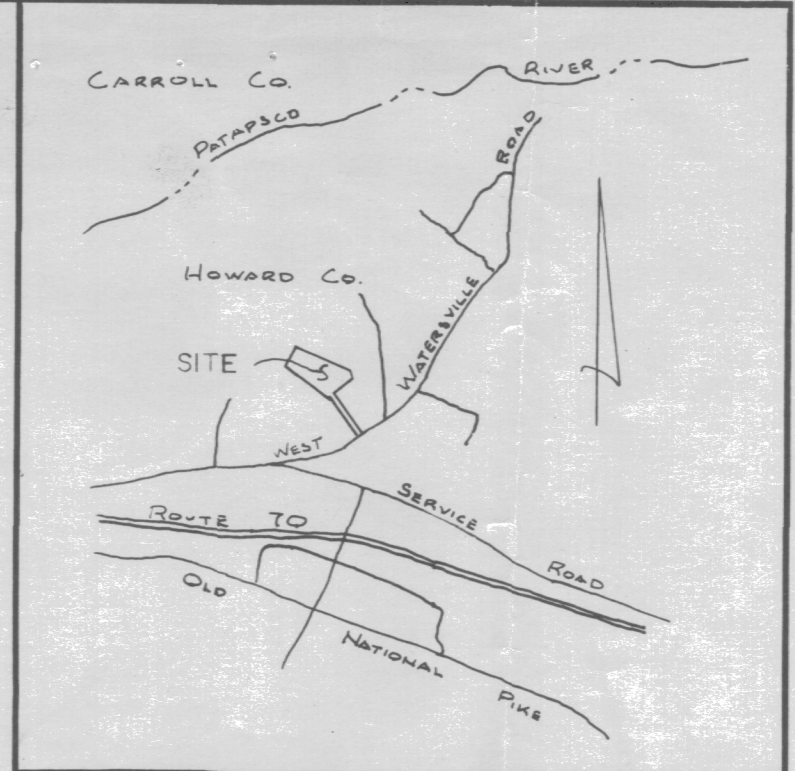 CARROLL CO.
PATAPSCO RIVER
ROAD
HOWARD CO.
WATERSVILLE
SITE
S
WEST
SERVICE ROAD
ROUTE 70
OLD NATIONAL PIKE